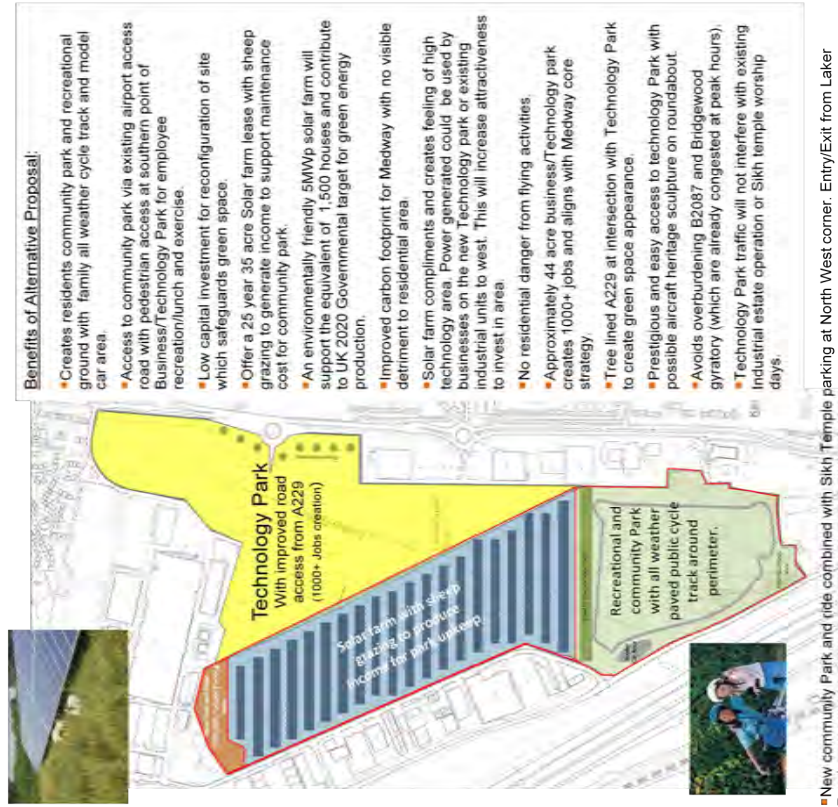 Benefits of Alternative Proposal:
▪Creates residents community park and recreational
ground with family all weather cycle track and model
car area.
▪Access to community park via existing airport access
road with pedestrian access at southern point of
Business/Technology Park for employee
recreation/lunch and exercise.
▪Low capital investment for reconfiguration of site
which safeguards green space.
▪Offer a 25 year 35 acre Solar farm lease with sheep
grazing to generate income to support maintenance
cost for community park.
▪An environmentally friendly 5MWp solar farm will
support the equivalent of 1,500 houses and contribute
to UK 2020 Governmental target for green energy
production.
▪Improved carbon footprint for Medway with no visible
detriment to residential area.
▪Solar farm compliments and creates feeling of high
technology area. Power generated could be used by
businesses on the new Technology park or existing
industrial units to west. This will increase attractiveness
to invest in area.
▪No residential danger from flying activities.
▪Approximately 44 acre business/Technology park
creates 1000+ jobs and aligns with Medway core
strategy.
▪Tree lined A229 at intersection with Technology Park
to create green space appearance.
▪Prestigious and easy access to technology Park with
possible aircraft heritage sculpture on roundabout.
▪Avoids overburdening B2087 and Bridgewood
gyratory (which are already congested at peak hours).
▪Technology Park traffic will not interfere with existing
Industrial estate operation or Sikh temple worship
days.
Technology Park
With improved road
access from A229
(1000+ Jobs creation)
Solar farm with sheep
grazing to produce
income for park upkeep
Recreational and
community Park
with all weather
paved public cycle
track around
perimeter.
▪New community Park and ride combined with Sikh Temple parking at North West corner. Entry/Exit from Laker